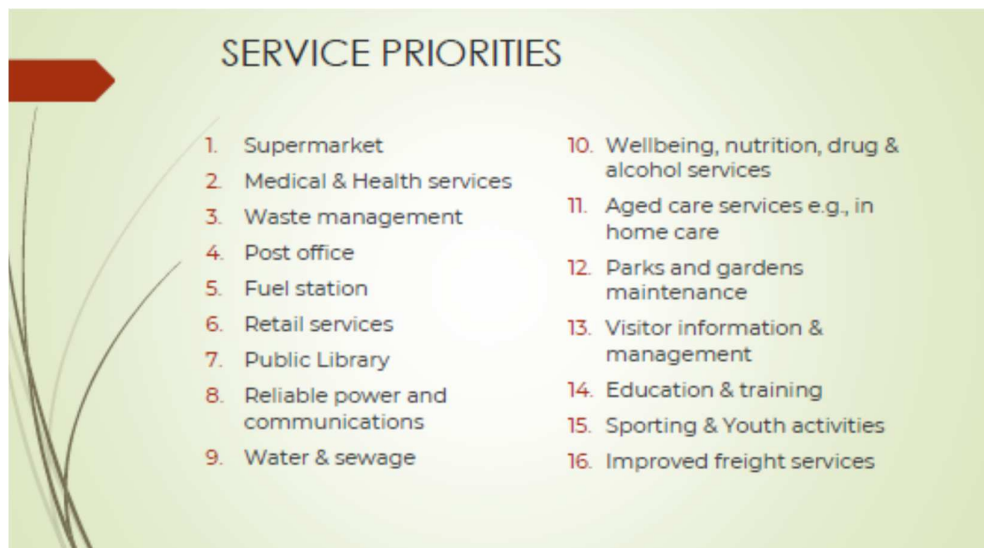 SERVICE PRIORITIES
1. Supermarket
2. Medical & Health services
3. Waste management
4. Post office
5. Fuel station
6. Retail services
7. Public Library
8. Reliable power and
communications
9. Water & sewage
10. Wellbeing, nutrition, drug &
alcohol services
11. Aged care services e.g., in
home care
12. Parks and gardens
maintenance
13. Visitor information &
management
14. Education & training
15. Sporting & Youth activities
16. Improved freight services